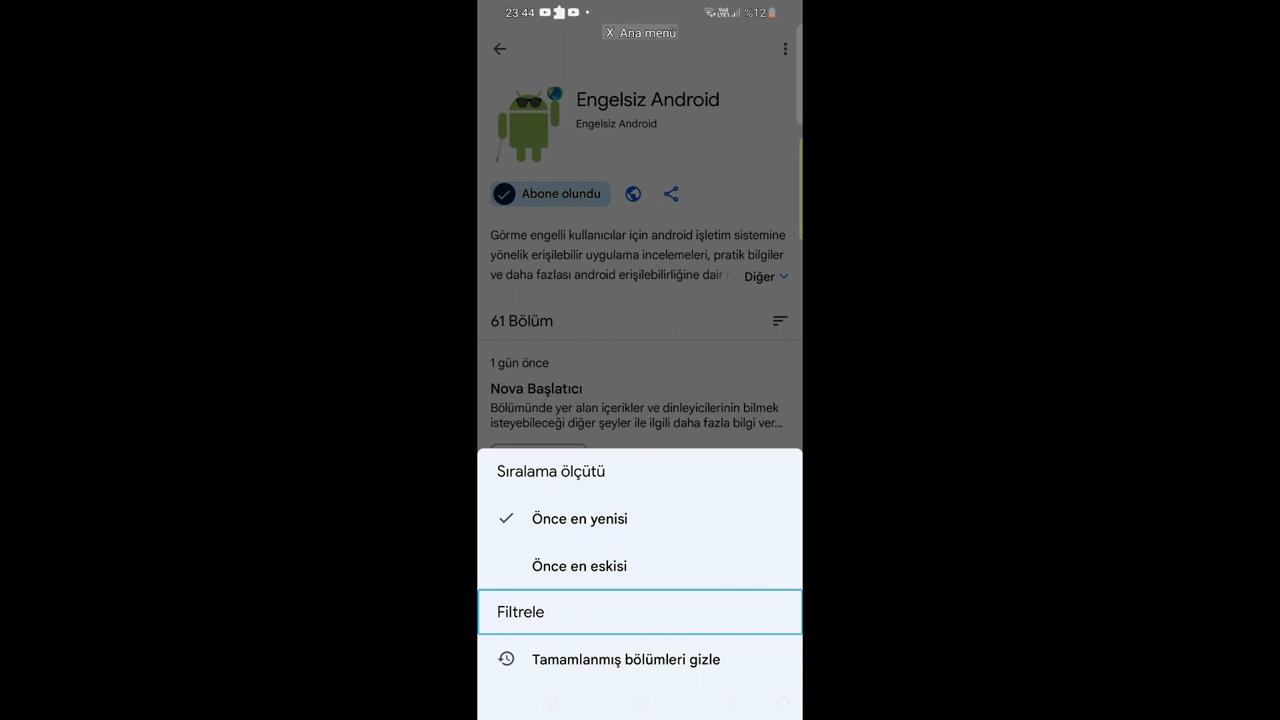 23:44
%12
X Ana menü
Engelsiz Android
Engelsiz Android
Abone olundu
Görme engelli kullanıcılar için android işletim sistemine
yönelik erişilebilir uygulama incelemeleri, pratik bilgiler
ve daha fazlası android erişilebilirliğine dair
Diğer
61 Bölüm
1 gün önce
Nova Başlatıcı
Bölümünde yer alan içerikler ve dinleyicilerinin bilmek
isteyebileceği diğer şeyler ile ilgili daha fazla bilgi ver...
Sıralama ölçütü
Önce en yenisi
Önce en eskisi
Filtrele
Tamamlanmış bölümleri gizle